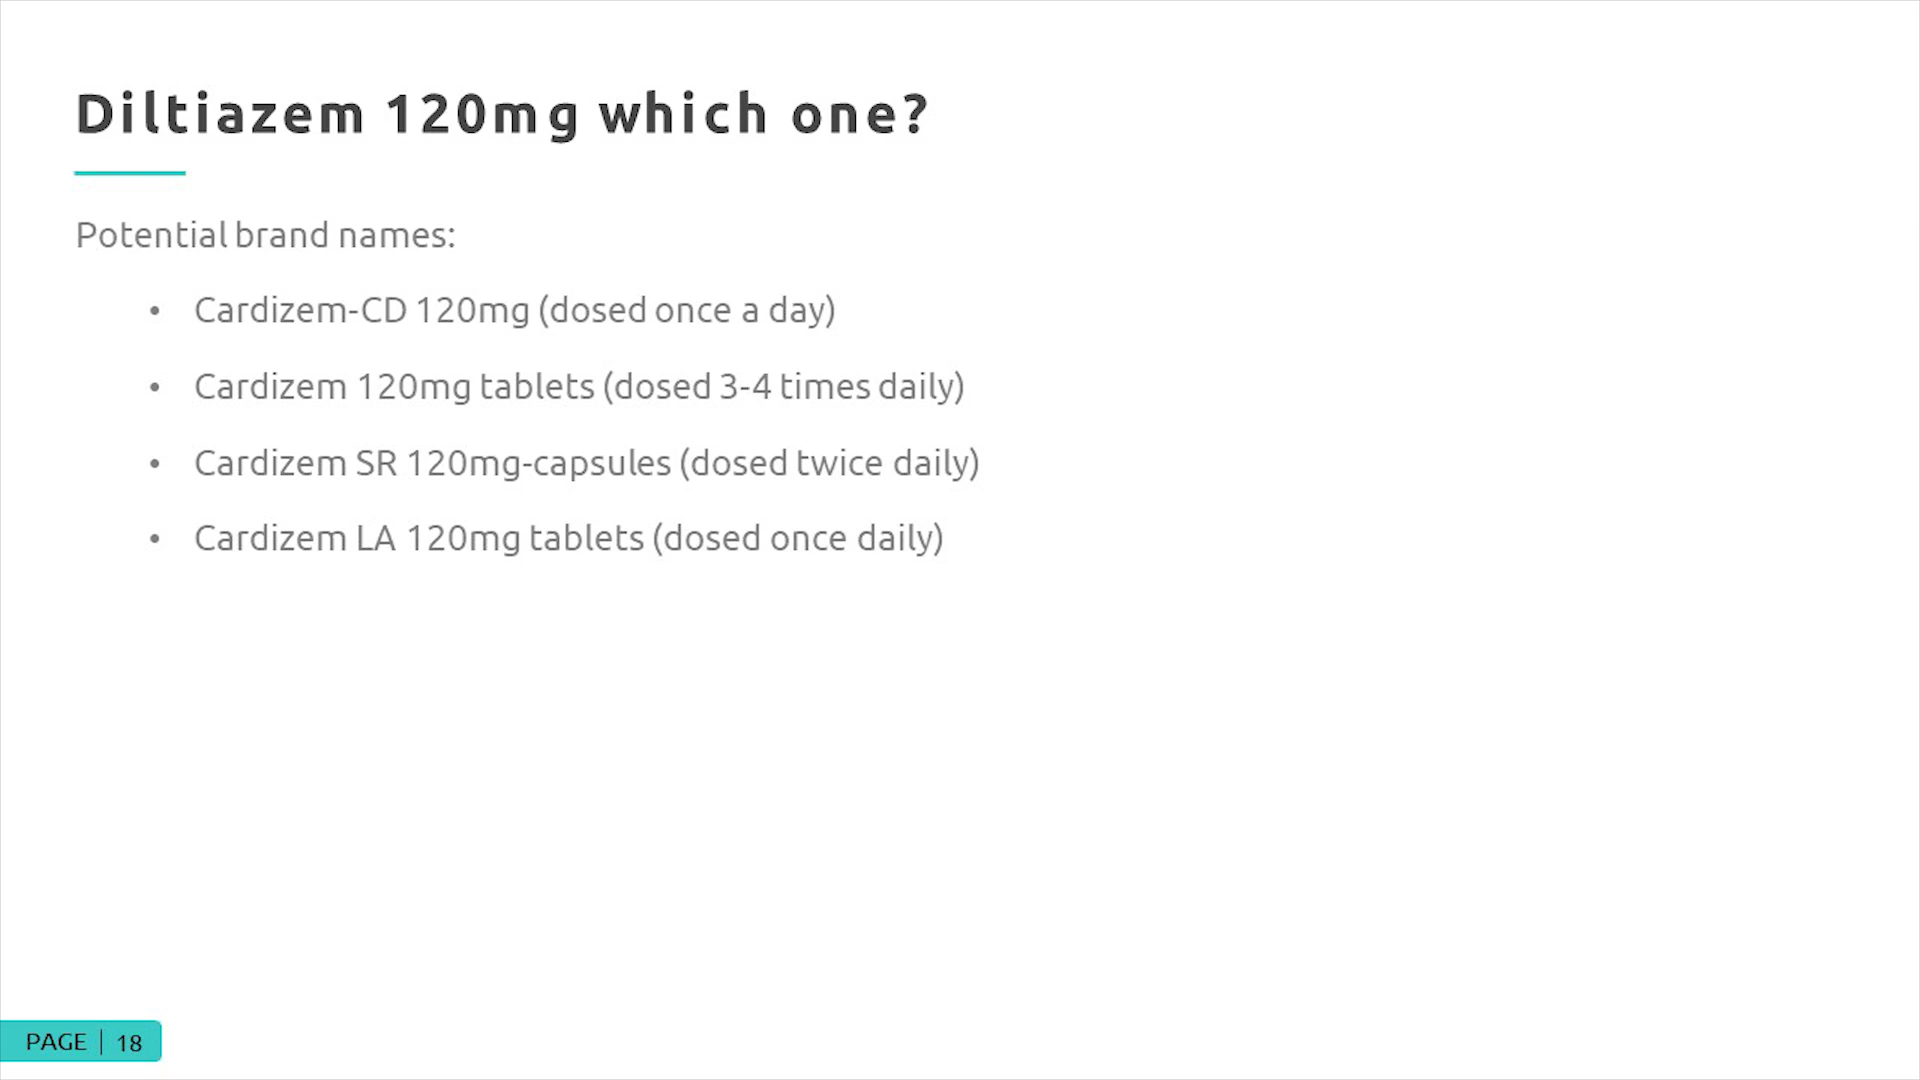 Diltiazem 120mg which one?
Potential brand names:
• Cardizem-CD 120mg (dosed once a day)
• Cardizem 120mg tablets (dosed 3-4 times daily)
• Cardizem SR 120mg-capsules (dosed twice daily)
• Cardizem LA 120mg tablets (dosed once daily)
PAGE | 18